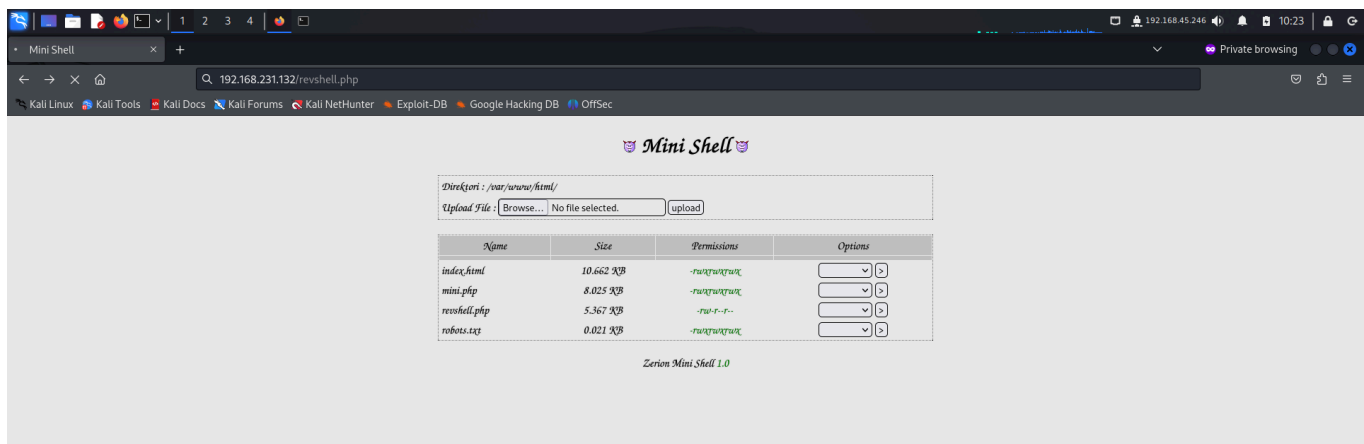 1 2 3 4 192.168.45.246 10:23
Mini Shell × + Private browsing
192.168.231.132/revshell.php
Kali Linux Kali Tools Kali Docs Kali Forums Kali NetHunter Exploit-DB Google Hacking DB OffSec
Mini Shell
Direktori : /var/www/html/
Upload File : Browse... No file selected. upload
Name Size Permissions Options
index.html 10.662 KB -rwxrwxrwx >
mini.php 8.025 KB -rwxrwxrwx >
revshell.php 5.367 KB -rw-r--r-- >
robots.txt 0.021 KB -rwxrwxrwx >
Zerion Mini Shell 1.0